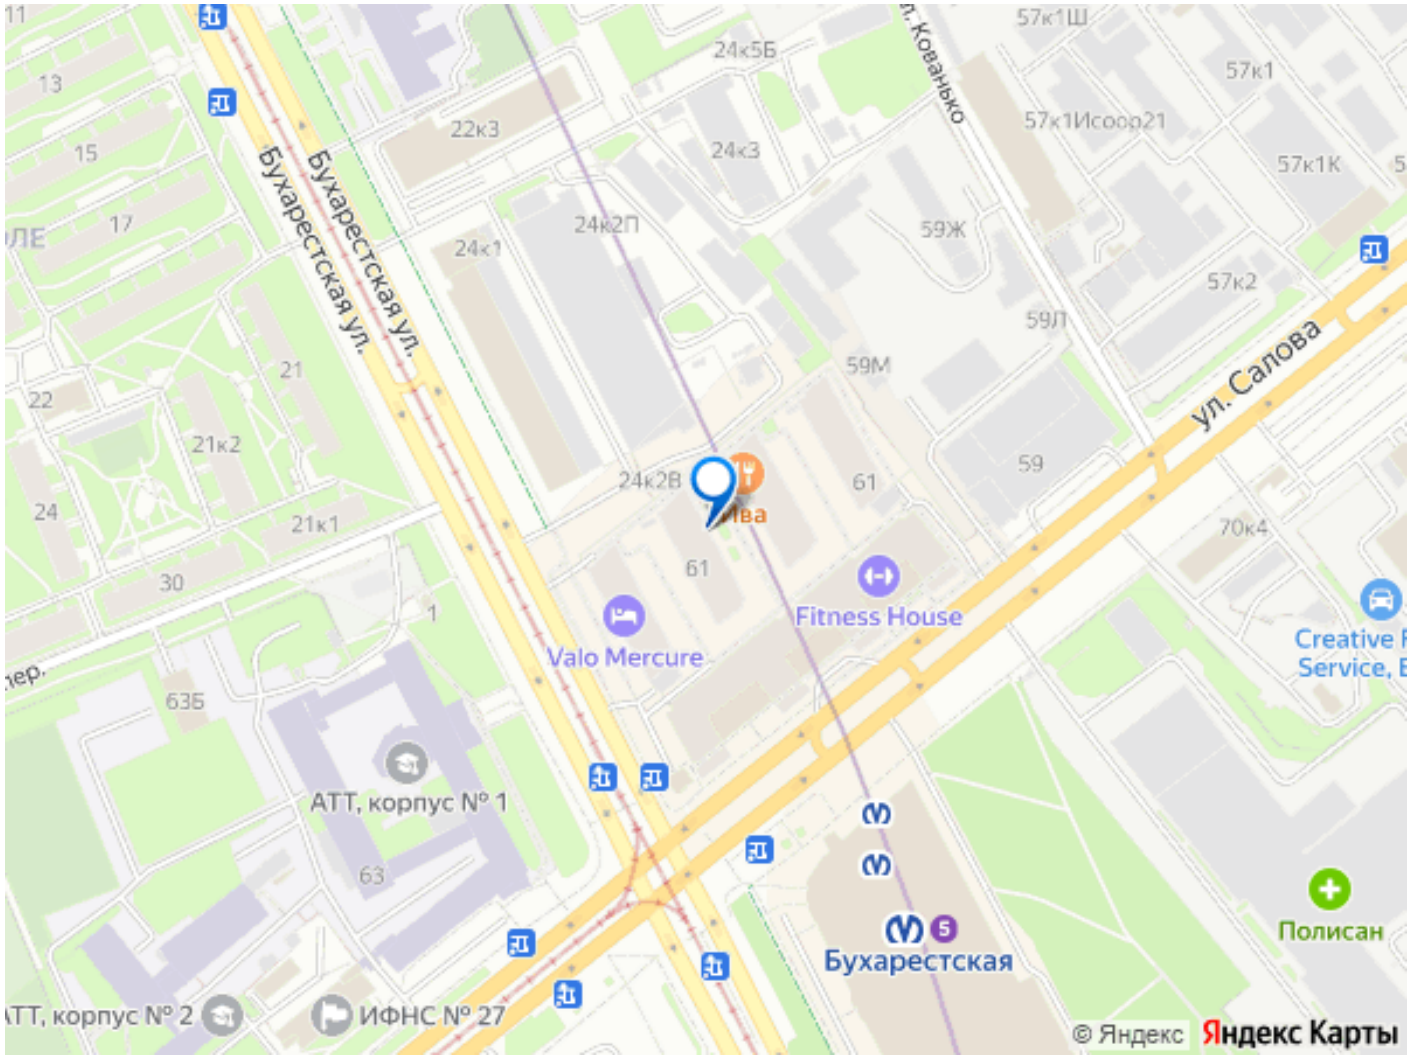 11
24к5Б
57к1Ш
13
57к1
ул. Кованько
22к3
57к1Исоор21
15
24к3
57к1К
Бухарестская ул.
Бухарестская ул.
17
24к2П
59Ж
ОЛЕ
24к1
57к2
59Л
ул. Салова
59М
21
22
21к2
59
24к2В
61
24
Ива
21к1
70к4
61
30
Fitness House
1
Creative F
Service, Е
Valo Mercure
пер.
63Б
АТТ, корпус № 1
63
5
Полисан
Бухарестская
АТТ, корпус № 2
ИФНС № 27
© Яндекс
Яндекс Карты